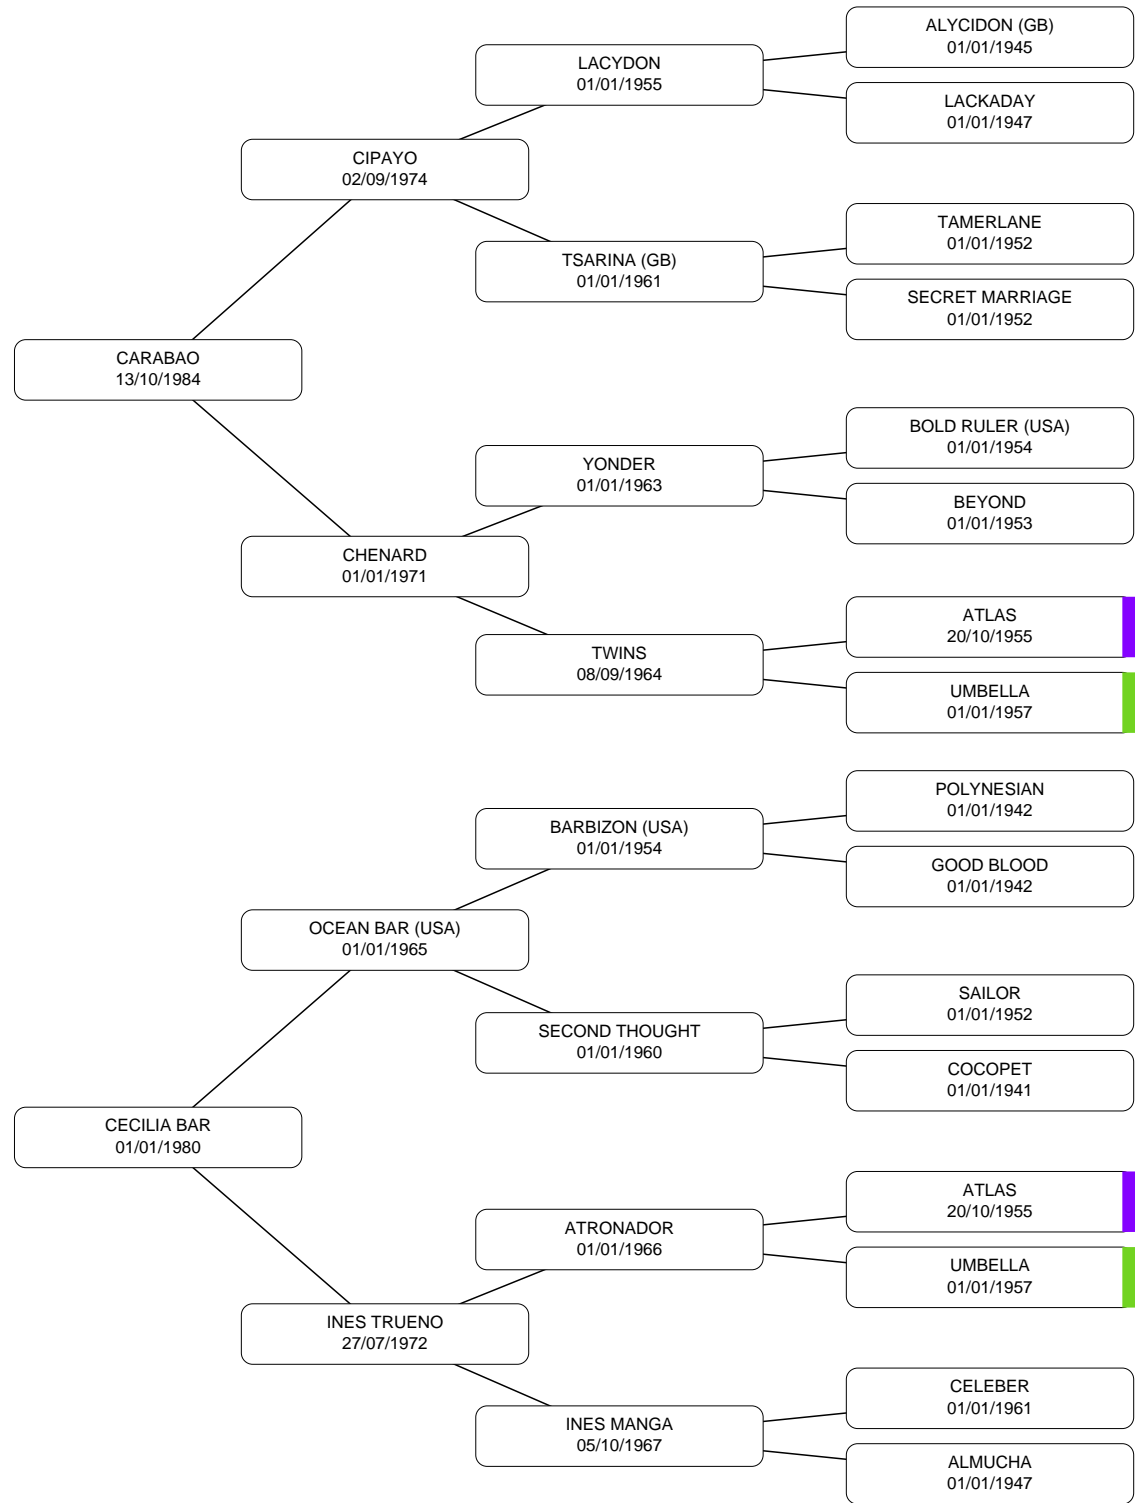 ALYCIDON (GB)
01/01/1945
LACYDON
01/01/1955
LACKADAY
01/01/1947
CIPAYO
02/09/1974
TAMERLANE
01/01/1952
TSARINA (GB)
01/01/1961
SECRET MARRIAGE
01/01/1952
CARABAO
13/10/1984
BOLD RULER (USA)
01/01/1954
YONDER
01/01/1963
BEYOND
01/01/1953
CHENARD
01/01/1971
ATLAS
20/10/1955
TWINS
08/09/1964
UMBELLA
01/01/1957
POLYNESIAN
01/01/1942
BARBIZON (USA)
01/01/1954
GOOD BLOOD
01/01/1942
OCEAN BAR (USA)
01/01/1965
SAILOR
01/01/1952
SECOND THOUGHT
01/01/1960
COCOPET
01/01/1941
CECILIA BAR
01/01/1980
ATLAS
20/10/1955
ATRONADOR
01/01/1966
UMBELLA
01/01/1957
INES TRUENO
27/07/1972
CELEBER
01/01/1961
INES MANGA
05/10/1967
ALMUCHA
01/01/1947